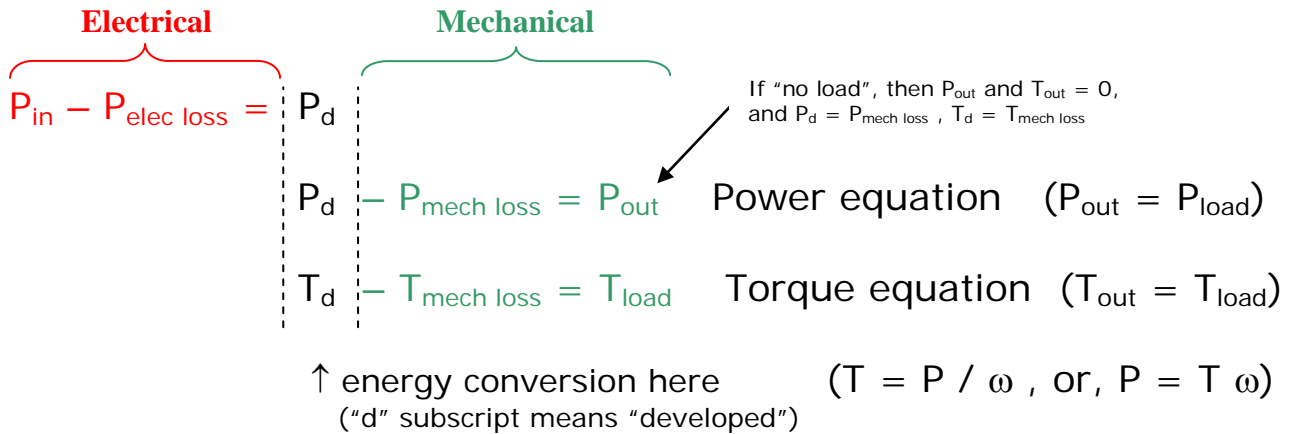 Electrical Mechanical
If “no load”, then Pout and Tout = 0,
and Pd = Pmech loss , Td = Tmech loss
Pin – Pelec loss = Pd
Pd – Pmech loss = Pout Power equation (Pout = Pload)
Td – Tmech loss = Tload Torque equation (Tout = Tload)
↑ energy conversion here (T = P / ω , or, P = T ω)
(“d” subscript means “developed”)